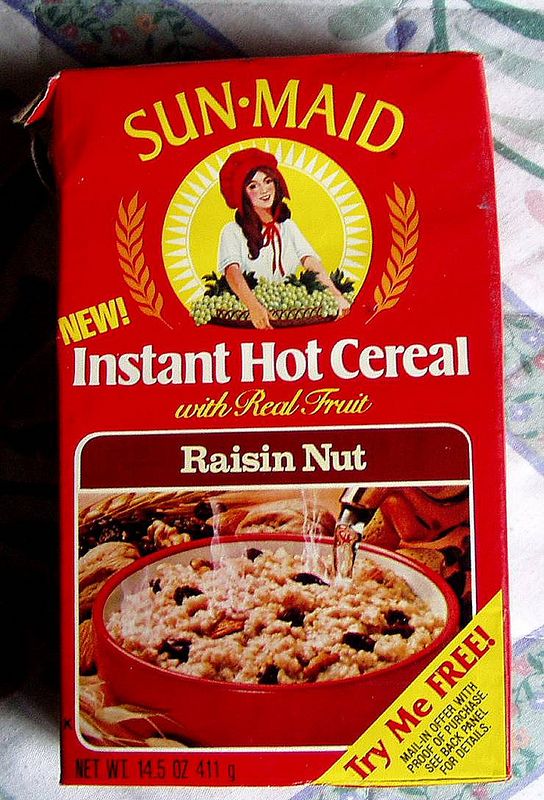 SUN·MAID
NEW!
Instant Hot Cereal
with Real Fruit
Raisin Nut
Try Me FREE!
MAIL-IN OFFER WITH
PROOF OF PURCHASE.
SEE BACK PANEL
FOR DETAILS.
NET WT. 14.5 OZ 411 g